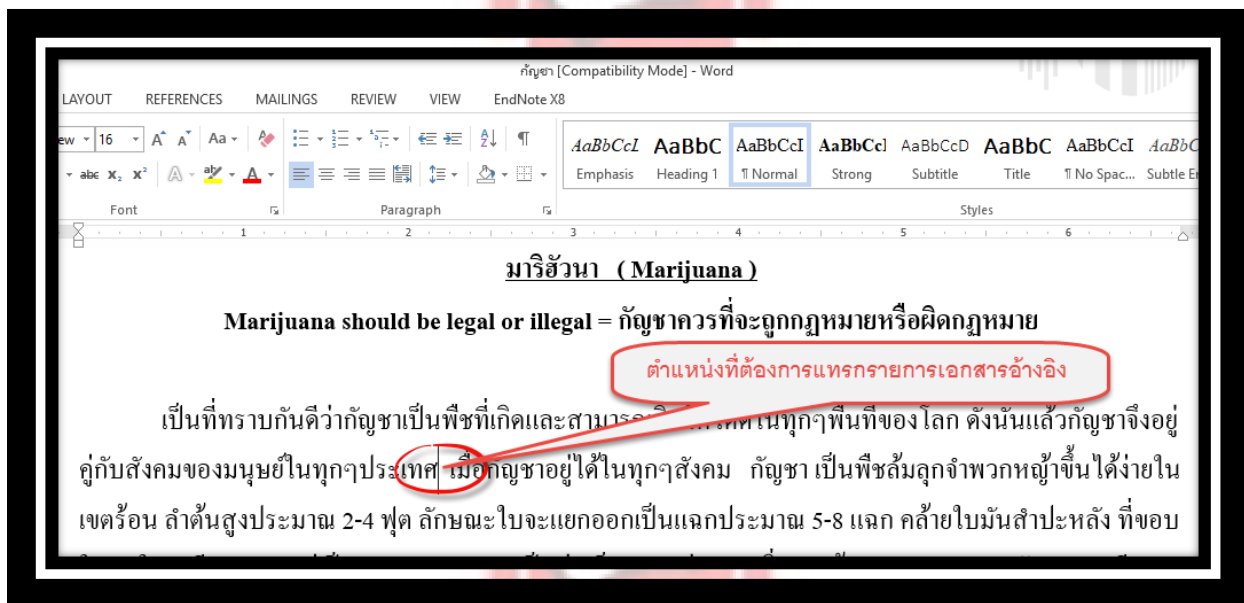 กัญชา [Compatibility Mode] - Word
LAYOUT REFERENCES MAILINGS REVIEW VIEW EndNote X8
ew 16 A A Aa
abc X₂ X² A aby A
AaBbCcI AaBbC AaBbCcI AaBbCcI AaBbCcD AaBbC AaBbCcI AaBbC
Emphasis Heading 1 ¶ Normal Strong Subtitle Title ¶ No Spac... Subtle E
Font Paragraph Styles
1 2 3 4 5 6
มาริฮัวนา ( Marijuana )
Marijuana should be legal or illegal = กัญชาควรที่จะถูกกฎหมายหรือผิดกฎหมาย
ตำแหน่งที่ต้องการแทรกรายการเอกสารอ้างอิง
เป็นที่ทราบกันดีว่ากัญชาเป็นพืชที่เกิดและสามารถ ในทุกๆพื้นที่ของโลก ดังนั้นแล้วกัญชาจึงอยู่
คู่กับสังคมของมนุษย์ในทุกๆประเทศ เมื่อกัญชาอยู่ได้ในทุกๆสังคม กัญชา เป็นพืชล้มลุกจำพวกหญ้าขึ้นได้ง่ายใน
เขตร้อน ลำต้นสูงประมาณ 2-4 ฟุต ลักษณะใบจะแยกออกเป็นแฉกประมาณ 5-8 แฉก คล้ายใบมันสำปะหลัง ที่ขอบ